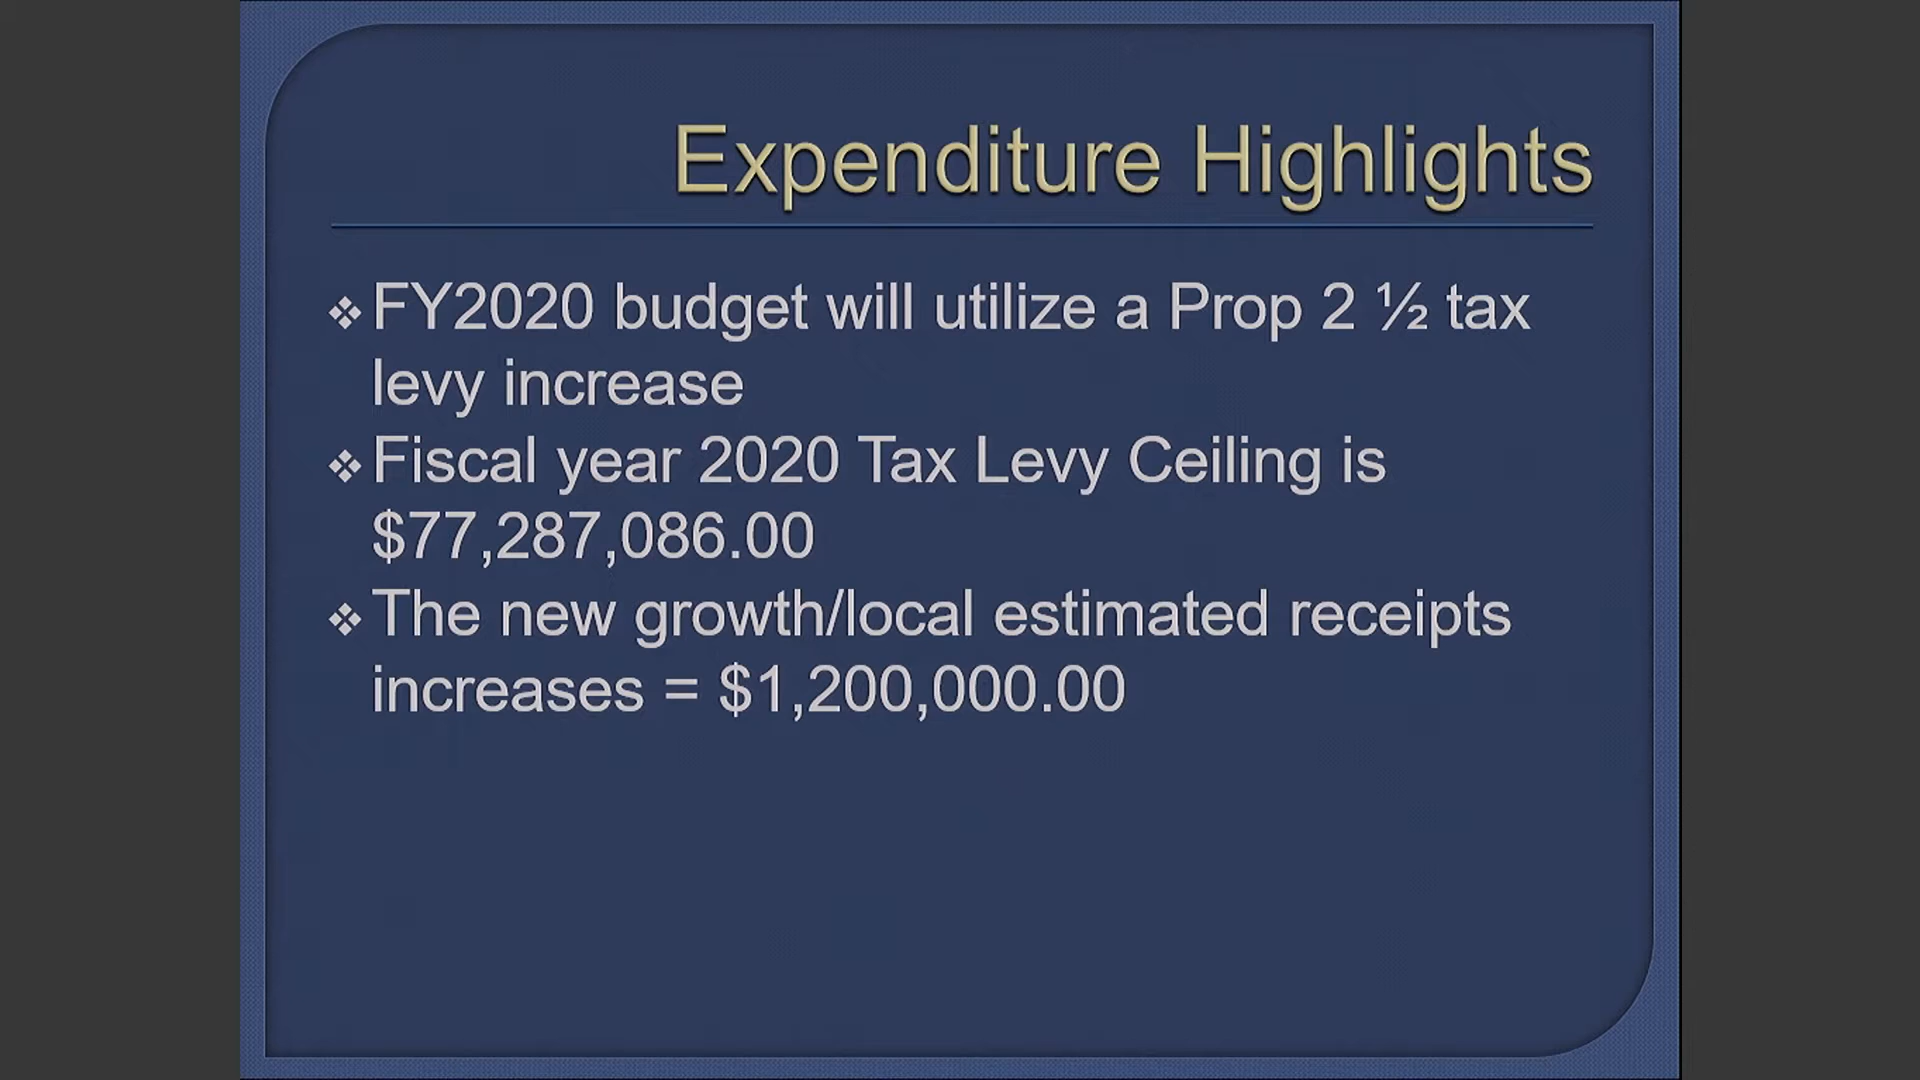 Expenditure Highlights
❖FY2020 budget will utilize a Prop 2 ½ tax
levy increase
❖Fiscal year 2020 Tax Levy Ceiling is
$77,287,086.00
❖The new growth/local estimated receipts
increases = $1,200,000.00